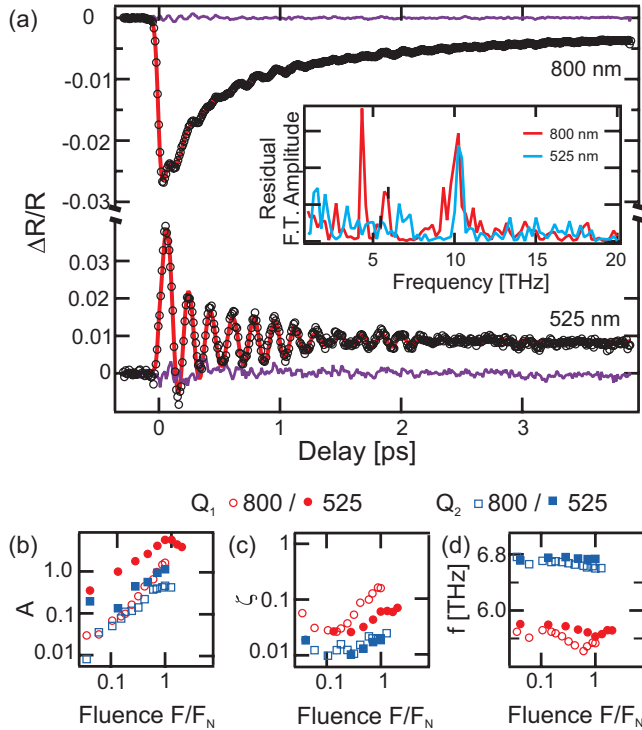 (a)
0
-0.01
-0.02
-0.03
0.03
0.02
0.01
0
ΔR/R
800 nm
Residual
F.T. Amplitude
800 nm
525 nm
5 10 15 20
Frequency [THz]
525 nm
0 1 2 3
Delay [ps]
Q1 800 / 525 Q2 800 / 525
(b) (c) (d)
A
1.0
0.1
0.01
ζ
1
0.1
0.01
f [THz]
6.8
5.6
0.1 1 0.1 1 0.1 1
Fluence F/FN Fluence F/FN Fluence F/FN